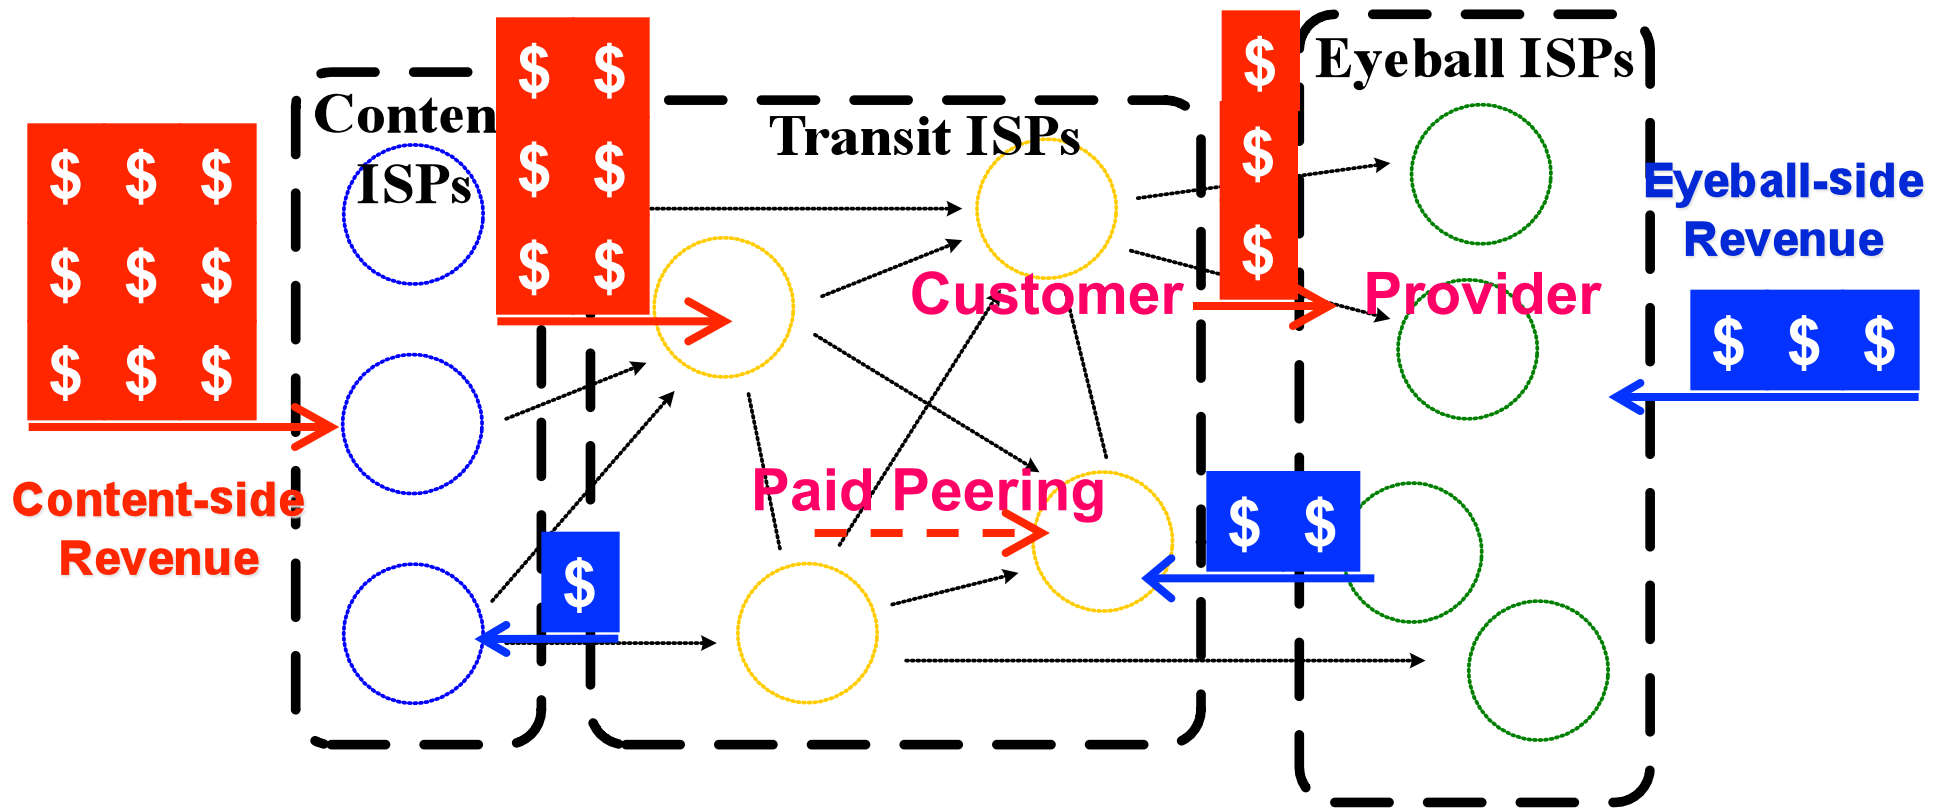 Conten
ISPs
Transit ISPs
Eyeball ISPs
$ $ $
$ $ $
$ $ $
Content-side
Revenue
$ $
$ $
$ $
$
$
$
Customer
Provider
Eyeball-side
Revenue
$ $ $
Paid Peering
$ $
$